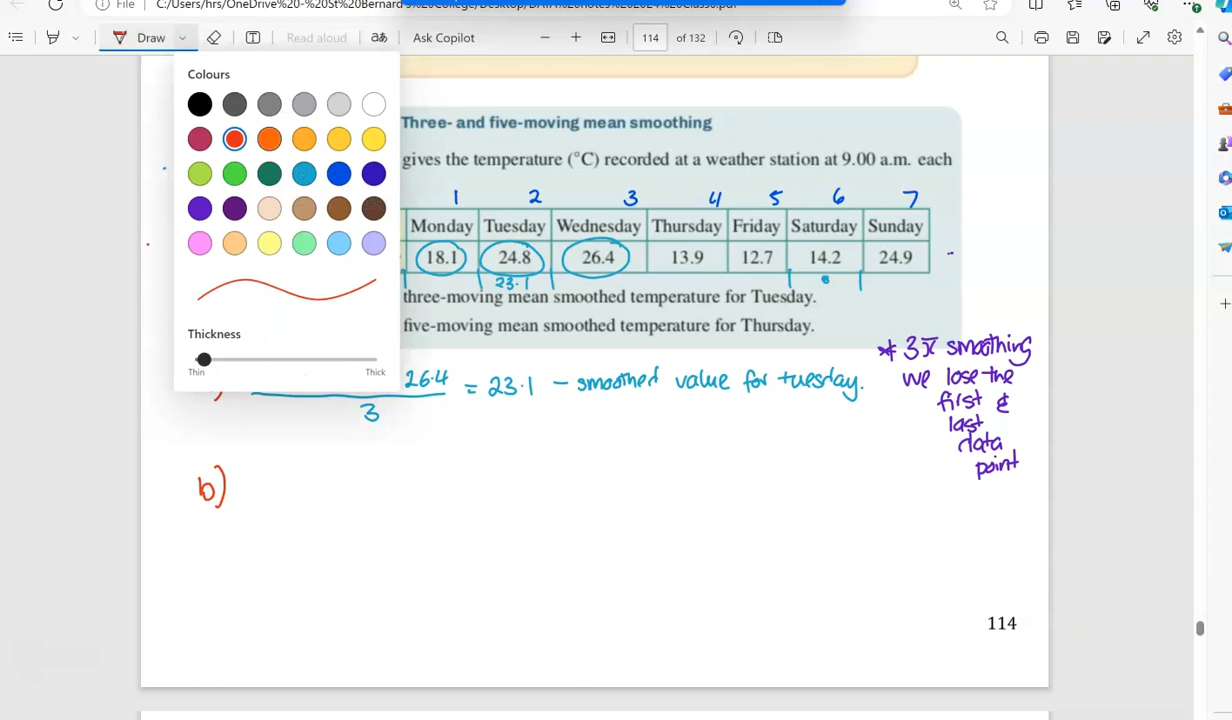 File C:/Users/hrs/OneDrive%20-%20St%20Bernard
Draw Read aloud aあ Ask Copilot 114 of 132
Colours
Thickness
Thin Thick
Three- and five-moving mean smoothing
gives the temperature (°C) recorded at a weather station at 9.00 a.m. each
1 2 3 4 5 6 7
Monday Tuesday Wednesday Thursday Friday Saturday Sunday
18.1 24.8 26.4 13.9 12.7 14.2 24.9
23.1
three-moving mean smoothed temperature for Tuesday.
five-moving mean smoothed temperature for Thursday.
26.4 = 23.1 – smoothed value for tuesday.
3
* 3x̄ smoothing
we lose the
first &
last
data
point
b)
114